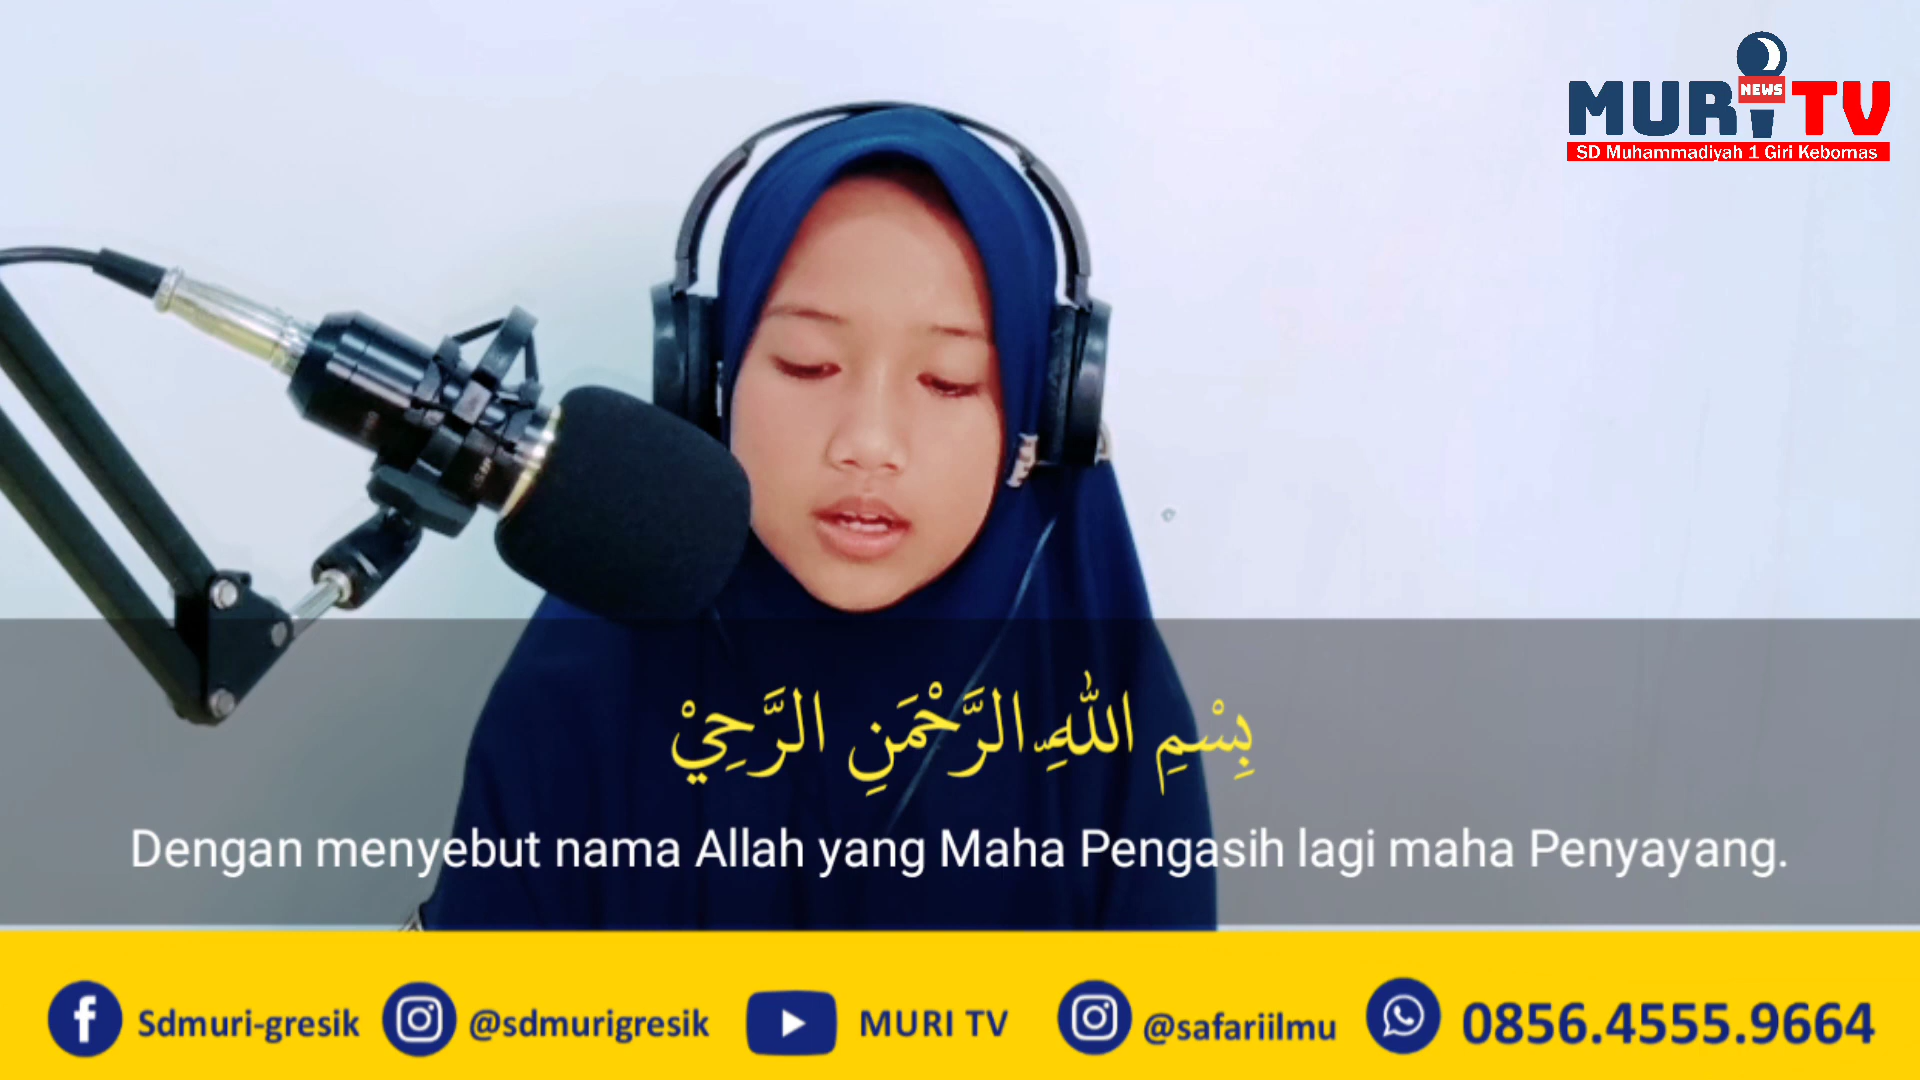 MURI TV
NEWS
SD Muhammadiyah 1 Giri Kebomas
بِسْمِ اللهِ الرَّحْمَنِ الرَّحِيْ
Dengan menyebut nama Allah yang Maha Pengasih lagi maha Penyayang.
Sdmuri-gresik @sdmurigresik MURI TV @safariilmu 0856.4555.9664